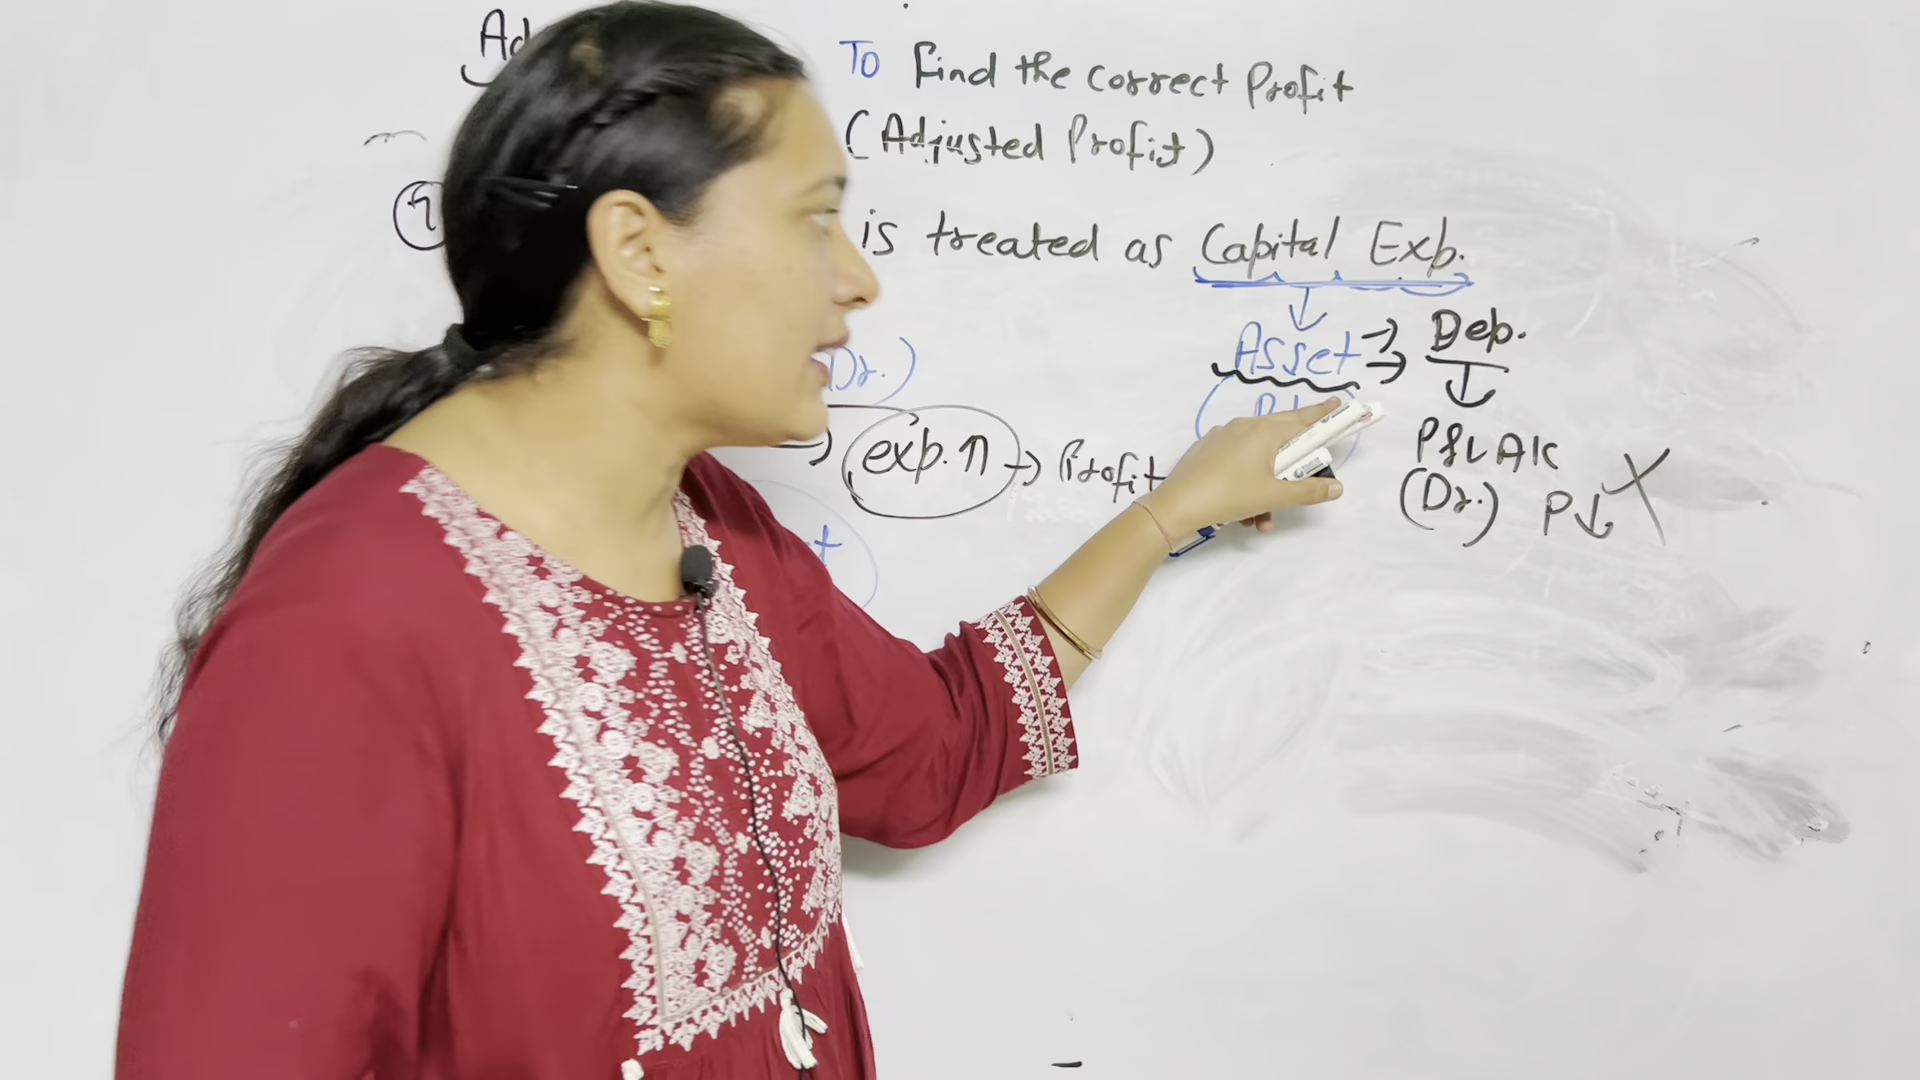 To Find the correct Profit
(Adjusted Profit)
is treated as Capital Exp.
Asset → Dep.
Dr.)
exp. ↑ → Profit
P&L A/c
(Dr.) P↓ X